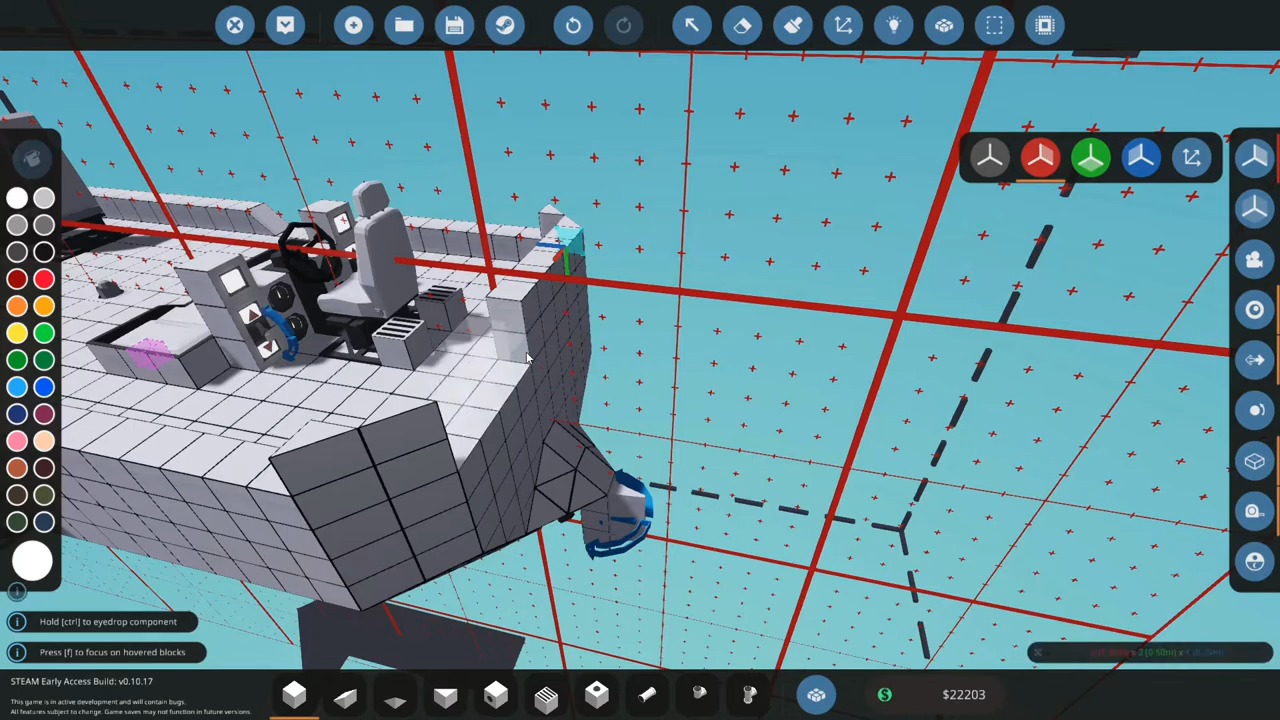 Hold [ctrl] to eyedrop component
Press [f] to focus on hovered blocks
STEAM Early Access Build: v0.10.17
This game is in active development and will contain bugs.
All features subject to change. Game saves may not function in future versions.
$22203